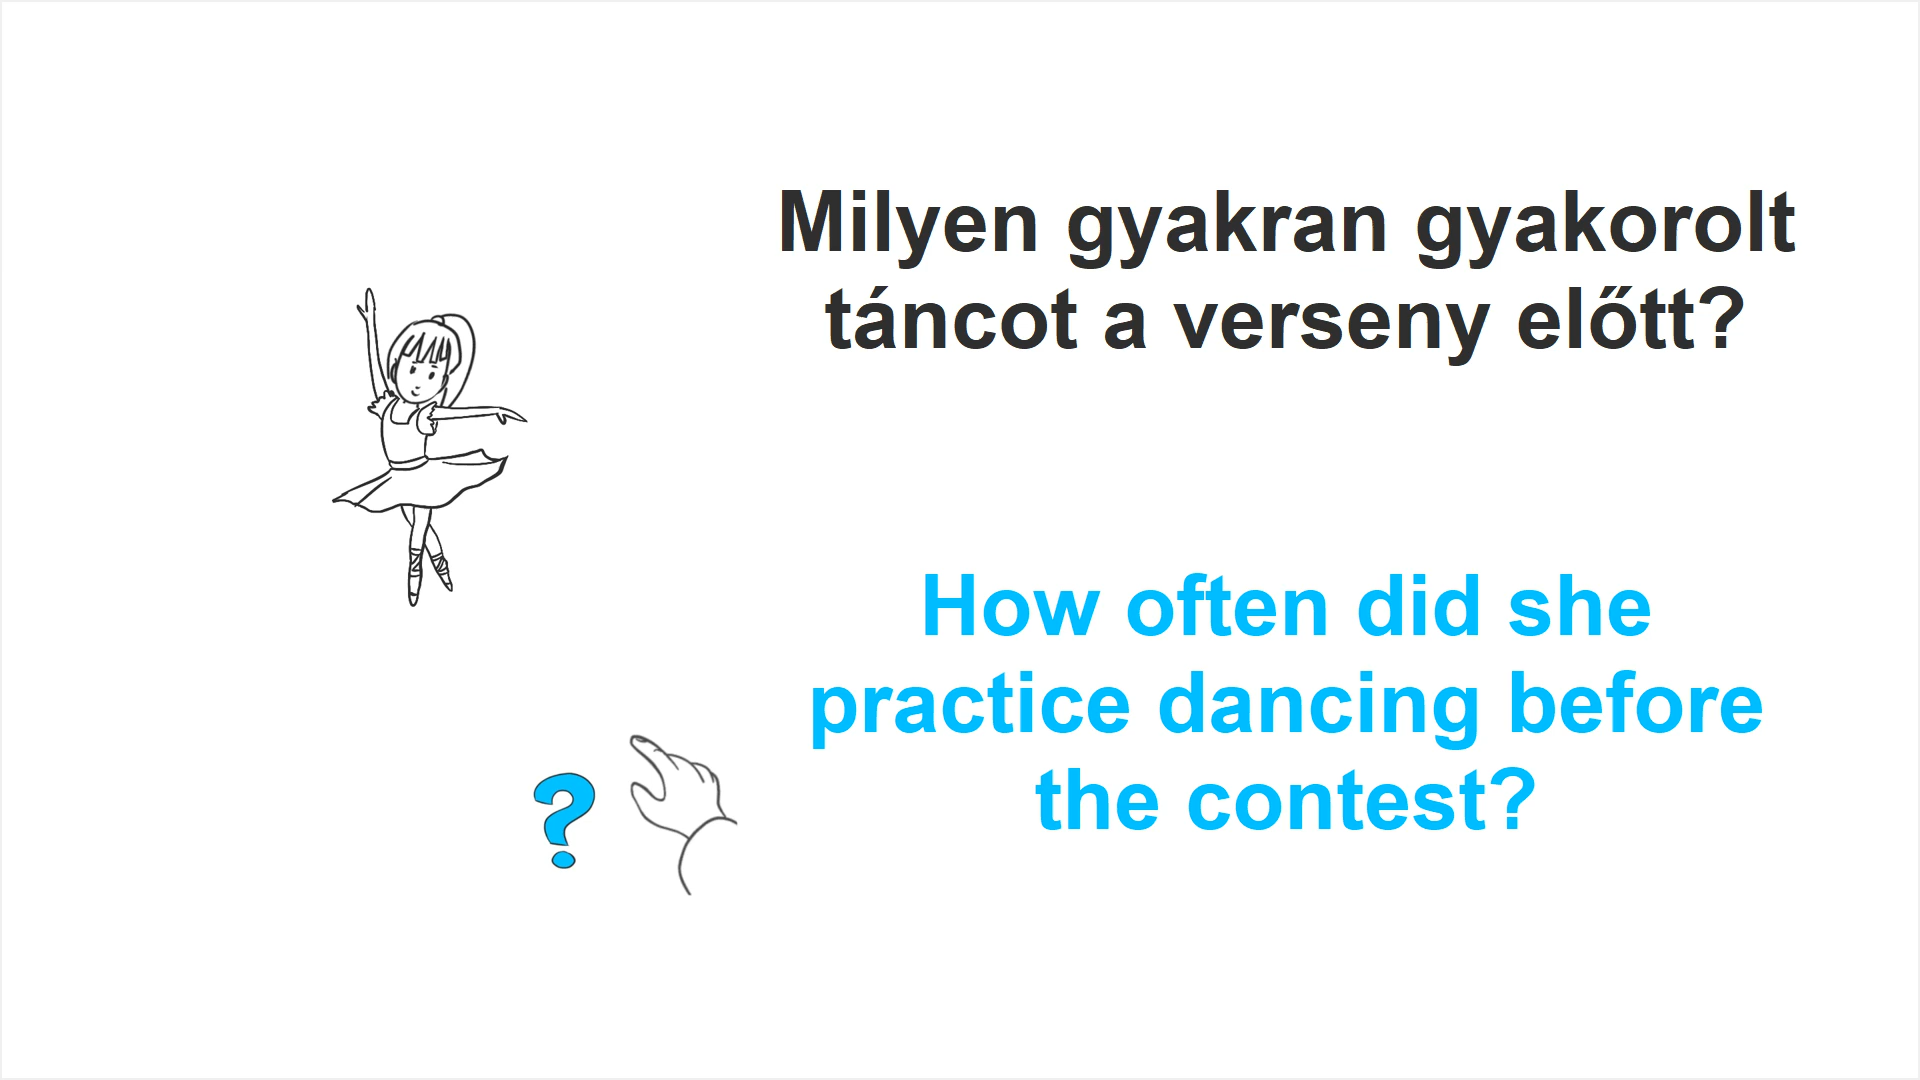 Milyen gyakran gyakorolt
táncot a verseny előtt?
How often did she
practice dancing before
the contest?
?